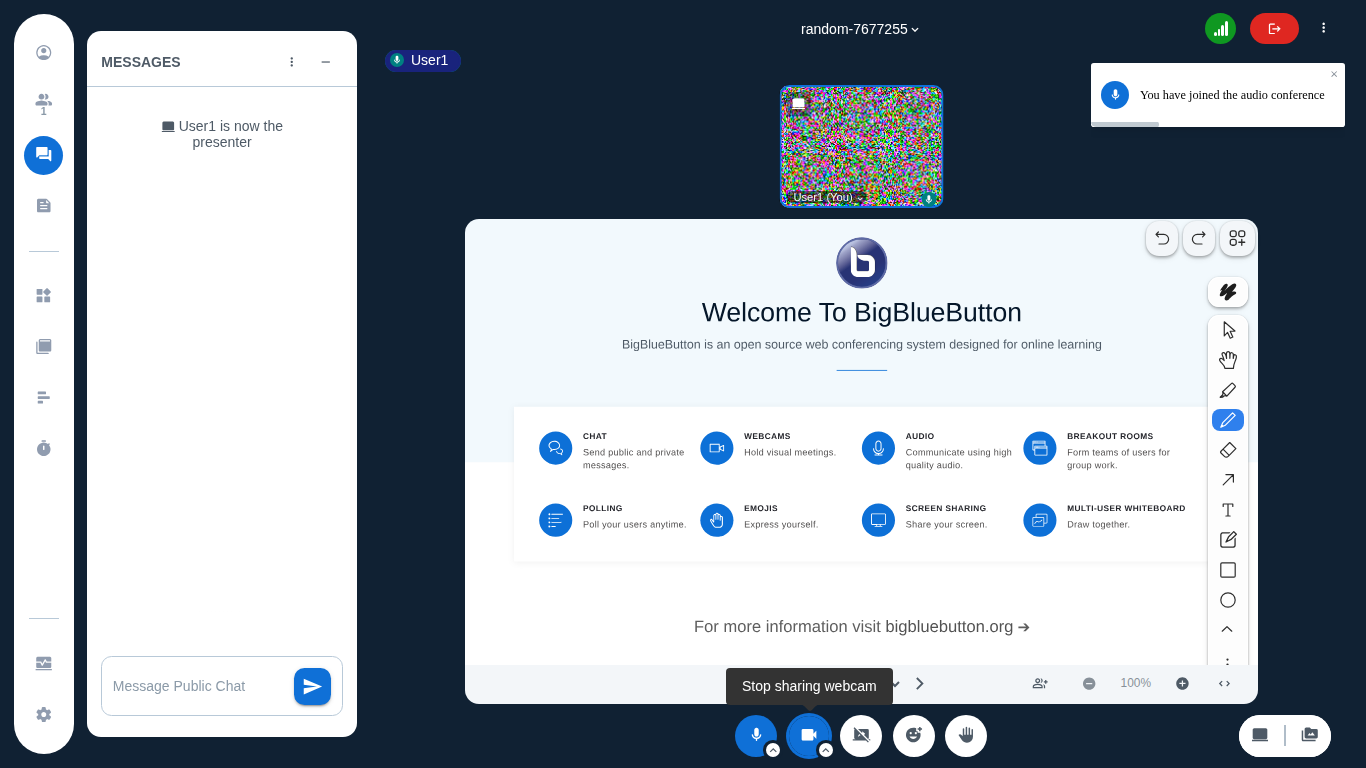 random-7677255
User1
MESSAGES
1
You have joined the audio conference
User1 is now the
presenter
User1 (You)
Welcome To BigBlueButton
BigBlueButton is an open source web conferencing system designed for online learning
CHAT
Send public and private
messages.
WEBCAMS
Hold visual meetings.
AUDIO
Communicate using high
quality audio.
BREAKOUT ROOMS
Form teams of users for
group work.
POLLING
Poll your users anytime.
EMOJIS
Express yourself.
SCREEN SHARING
Share your screen.
MULTI-USER WHITEBOARD
Draw together.
For more information visit bigbluebutton.org →
Message Public Chat
Stop sharing webcam
100%